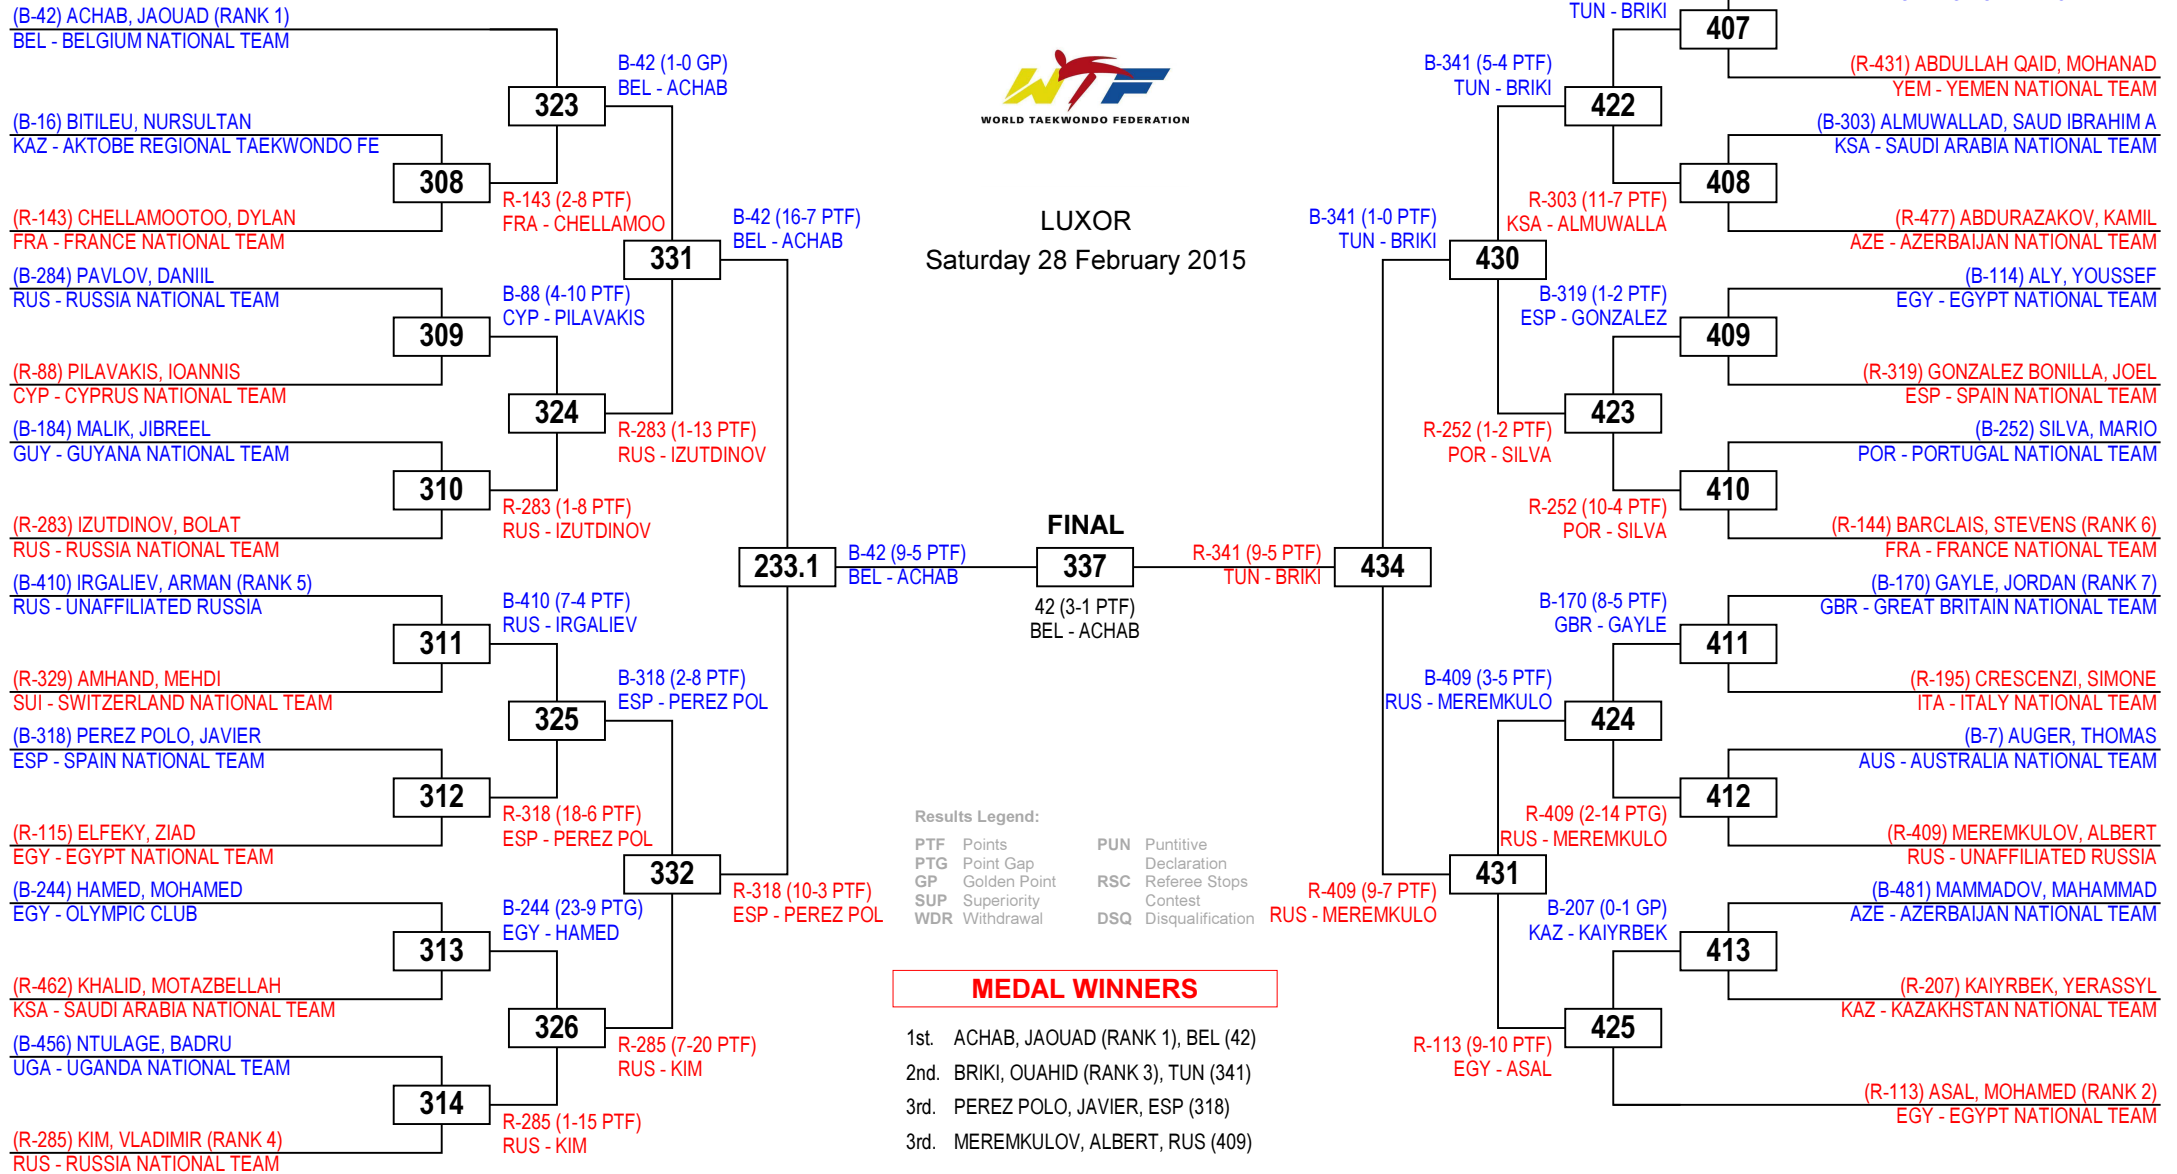 (B-42) ACHAB, JAOUAD (RANK 1)
BEL - BELGIUM NATIONAL TEAM
(B-16) BITILEU, NURSULTAN
KAZ - AKTOBE REGIONAL TAEKWONDO FE
(R-143) CHELLAMOOTOO, DYLAN
FRA - FRANCE NATIONAL TEAM
(B-284) PAVLOV, DANIIL
RUS - RUSSIA NATIONAL TEAM
(R-88) PILAVAKIS, IOANNIS
CYP - CYPRUS NATIONAL TEAM
(B-184) MALIK, JIBREEL
GUY - GUYANA NATIONAL TEAM
(R-283) IZUTDINOV, BOLAT
RUS - RUSSIA NATIONAL TEAM
(B-410) IRGALIEV, ARMAN (RANK 5)
RUS - UNAFFILIATED RUSSIA
(R-329) AMHAND, MEHDI
SUI - SWITZERLAND NATIONAL TEAM
(B-318) PEREZ POLO, JAVIER
ESP - SPAIN NATIONAL TEAM
(R-115) ELFEKY, ZIAD
EGY - EGYPT NATIONAL TEAM
(B-244) HAMED, MOHAMED
EGY - OLYMPIC CLUB
(R-462) KHALID, MOTAZBELLAH
KSA - SAUDI ARABIA NATIONAL TEAM
(B-456) NTULAGE, BADRU
UGA - UGANDA NATIONAL TEAM
(R-285) KIM, VLADIMIR (RANK 4)
RUS - RUSSIA NATIONAL TEAM
308
309
310
311
312
313
314
R-143 (2-8 PTF)
FRA - CHELLAMOO
B-88 (4-10 PTF)
CYP - PILAVAKIS
R-283 (1-8 PTF)
RUS - IZUTDINOV
B-410 (7-4 PTF)
RUS - IRGALIEV
R-318 (18-6 PTF)
ESP - PEREZ POL
B-244 (23-9 PTG)
EGY - HAMED
R-285 (1-15 PTF)
RUS - KIM
323
324
325
326
B-42 (1-0 GP)
BEL - ACHAB
R-283 (1-13 PTF)
RUS - IZUTDINOV
B-318 (2-8 PTF)
ESP - PEREZ POL
R-285 (7-20 PTF)
RUS - KIM
331
332
B-42 (16-7 PTF)
BEL - ACHAB
R-318 (10-3 PTF)
ESP - PEREZ POL
233.1
B-42 (9-5 PTF)
BEL - ACHAB
WTF
WORLD TAEKWONDO FEDERATION
LUXOR
Saturday 28 February 2015
FINAL
337
42 (3-1 PTF)
BEL - ACHAB
Results Legend:
PTF Points
PTG Point Gap
GP Golden Point
SUP Superiority
WDR Withdrawal
PUN Puntitive
Declaration
RSC Referee Stops
Contest
DSQ Disqualification
MEDAL WINNERS
1st. ACHAB, JAOUAD (RANK 1), BEL (42)
2nd. BRIKI, OUAHID (RANK 3), TUN (341)
3rd. PEREZ POLO, JAVIER, ESP (318)
3rd. MEREMKULOV, ALBERT, RUS (409)
R-341 (9-5 PTF)
TUN - BRIKI
434
B-341 (1-0 PTF)
TUN - BRIKI
R-409 (9-7 PTF)
RUS - MEREMKULO
430
431
B-341 (5-4 PTF)
TUN - BRIKI
R-252 (1-2 PTF)
POR - SILVA
B-409 (3-5 PTF)
RUS - MEREMKULO
R-113 (9-10 PTF)
EGY - ASAL
422
423
424
425
TUN - BRIKI
R-303 (11-7 PTF)
KSA - ALMUWALLA
B-319 (1-2 PTF)
ESP - GONZALEZ
R-252 (10-4 PTF)
POR - SILVA
B-170 (8-5 PTF)
GBR - GAYLE
R-409 (2-14 PTG)
RUS - MEREMKULO
B-207 (0-1 GP)
KAZ - KAIYRBEK
407
408
409
410
411
412
413
(R-431) ABDULLAH QAID, MOHANAD
YEM - YEMEN NATIONAL TEAM
(B-303) ALMUWALLAD, SAUD IBRAHIM A
KSA - SAUDI ARABIA NATIONAL TEAM
(R-477) ABDURAZAKOV, KAMIL
AZE - AZERBAIJAN NATIONAL TEAM
(B-114) ALY, YOUSSEF
EGY - EGYPT NATIONAL TEAM
(R-319) GONZALEZ BONILLA, JOEL
ESP - SPAIN NATIONAL TEAM
(B-252) SILVA, MARIO
POR - PORTUGAL NATIONAL TEAM
(R-144) BARCLAIS, STEVENS (RANK 6)
FRA - FRANCE NATIONAL TEAM
(B-170) GAYLE, JORDAN (RANK 7)
GBR - GREAT BRITAIN NATIONAL TEAM
(R-195) CRESCENZI, SIMONE
ITA - ITALY NATIONAL TEAM
(B-7) AUGER, THOMAS
AUS - AUSTRALIA NATIONAL TEAM
(R-409) MEREMKULOV, ALBERT
RUS - UNAFFILIATED RUSSIA
(B-481) MAMMADOV, MAHAMMAD
AZE - AZERBAIJAN NATIONAL TEAM
(R-207) KAIYRBEK, YERASSYL
KAZ - KAZAKHSTAN NATIONAL TEAM
(R-113) ASAL, MOHAMED (RANK 2)
EGY - EGYPT NATIONAL TEAM